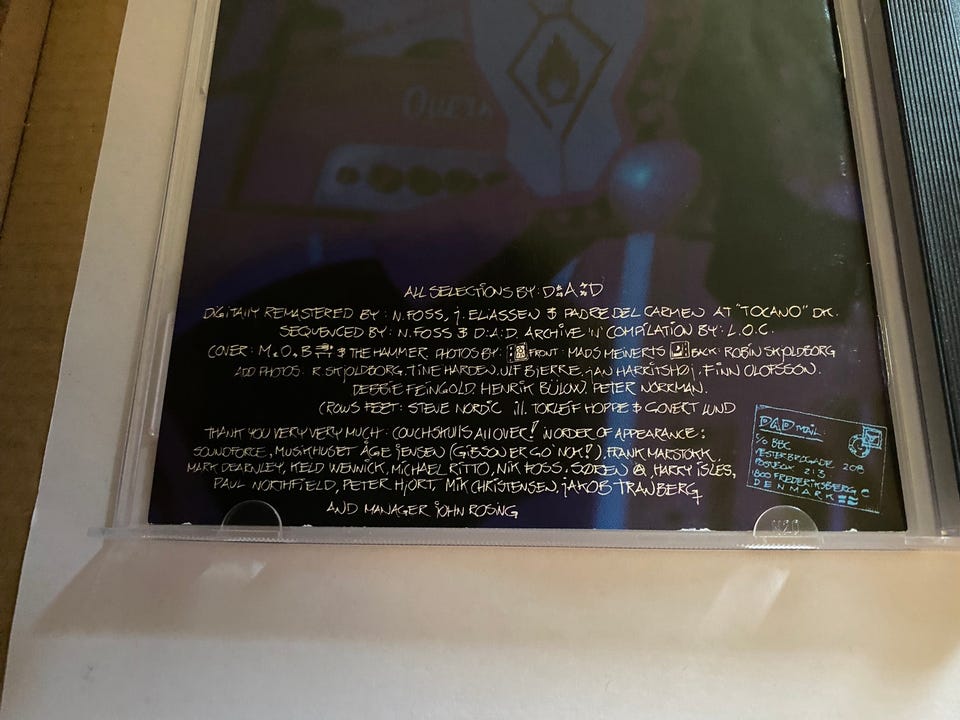 ALL SELECTIONS BY: D:A:D
DIGITALLY REMASTERED BY: N.FOSS, J.ELIASSEN & PADRE DEL CARMEN AT "TOCANO" DK.
SEQUENCED BY: N.FOSS & D:A:D ARCHIVE 'N' COMPILATION BY: L.O.C.
COVER: M.O.B & THE HAMMER. PHOTOS BY: FRONT: MADS MEINERTS BACK: ROBIN SKJOLDBORG
ADD PHOTOS: R. SKJOLDBORG. TINE HARDEN. ULF BJERRE. JAN HARRITSHØJ. FINN OLOFSSON.
DEBBIE FEINGOLD. HENRIK BÜLOW. PETER NORRMAN.
CROWS FEET: STEVE NORDIC ill. TORLEIF HOPPE & GOVERT LUND
THANK YOU VERY VERY MUCH: COUCHSKULLS ALL OVER! IN ORDER OF APPEARANCE:
SOUNDFORCE, MUSIKHUSET ÅGE JENSEN (GIBSON ER GO' NOK!), FRANK MARSTOKK,
MARK DEARNLEY, HELD WENNICK, MICHAEL RITTO, NIK FOSS. SØREN A, HARRY ISLES,
PAUL NORTHFIELD, PETER HJORT, MIK CHRISTENSEN, JAKOB TRANBERG
AND MANAGER JOHN ROSING
DAD MAIL
C/O BBC
VESTERBROGADE 208
POSTBOX 213
1800 FREDERIKSBERG C
DENMARK
N20